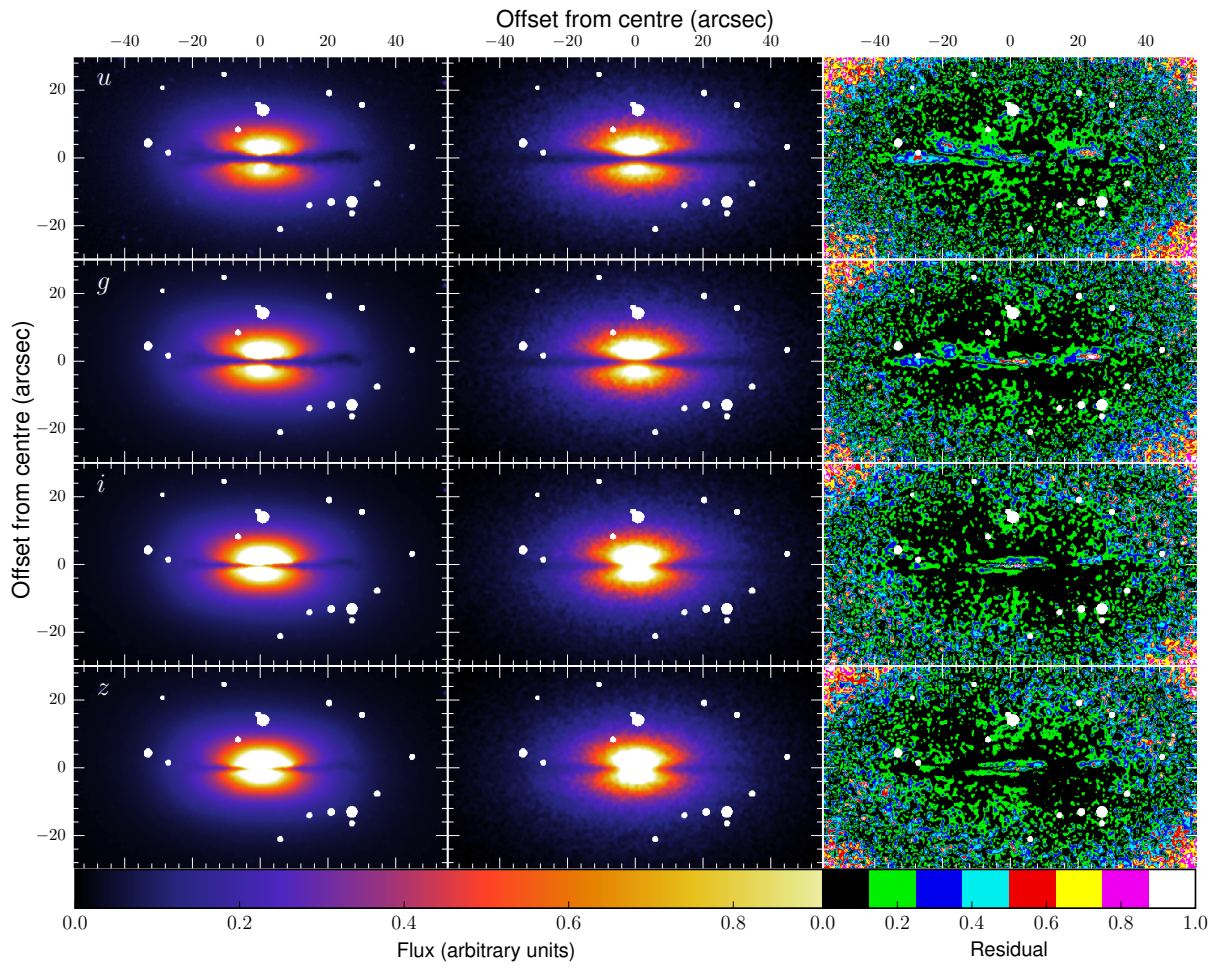 Offset from centre (arcsec)
−40 −20 0 20 40 −40 −20 0 20 40 −40 −20 0 20 40
u
20
0
−20
g
20
0
−20
Offset from centre (arcsec)
i
20
0
−20
z
20
0
−20
0.0 0.2 0.4 0.6 0.8 0.0 0.2 0.4 0.6 0.8 1.0
Flux (arbitrary units) Residual